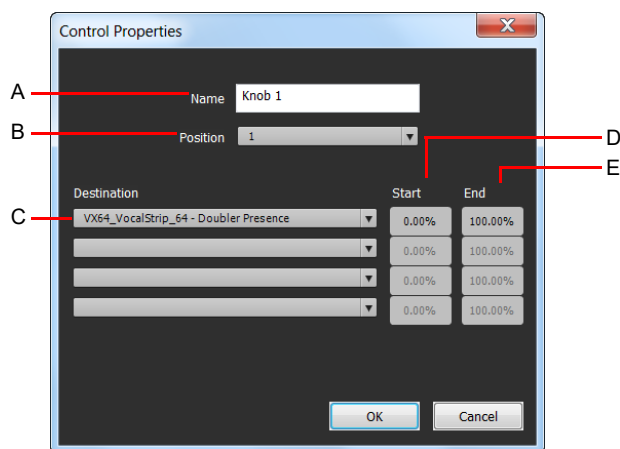 Control Properties
A
Name
Knob 1
B
Position
1
D
E
Destination
Start
End
C
VX64_VocalStrip_64 - Doubler Presence
0.00%
100.00%
0.00%
100.00%
0.00%
100.00%
0.00%
100.00%
OK
Cancel